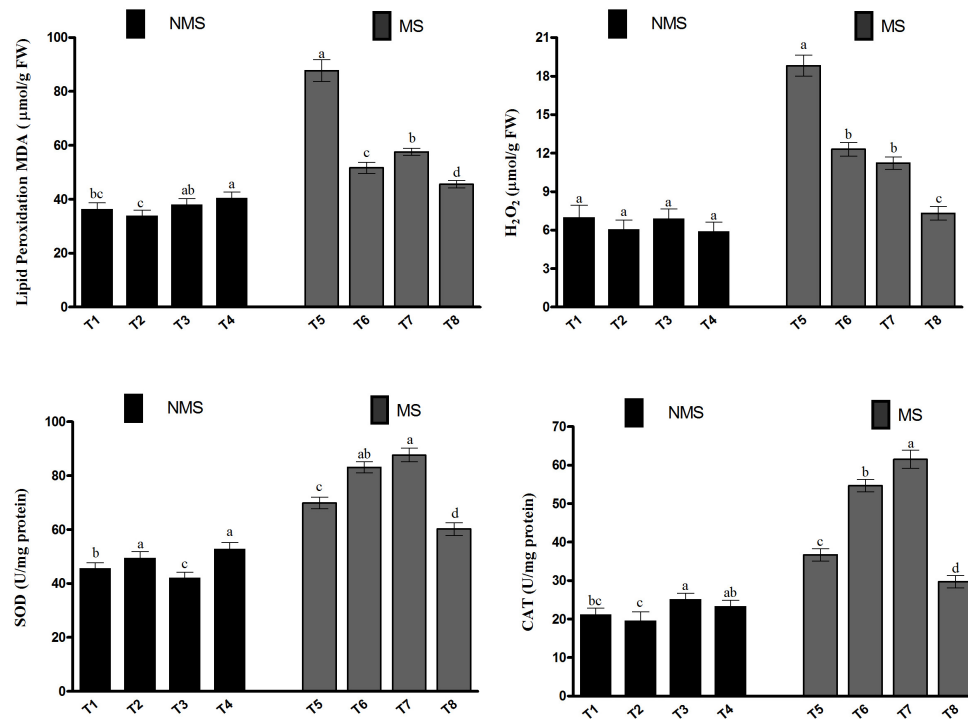 NMS
MS
Lipid Peroxidation MDA ( μmol/g FW)
100
80
60
40
20
0
bc
c
ab
a
a
c
b
d
T1
T2
T3
T4
T5
T6
T7
T8
NMS
MS
H₂O₂ (μmol/g FW)
21
18
15
12
9
6
3
0
a
a
a
a
a
b
b
c
T1
T2
T3
T4
T5
T6
T7
T8
NMS
MS
SOD (U/mg protein)
100
80
60
40
20
0
b
a
c
a
c
ab
a
d
T1
T2
T3
T4
T5
T6
T7
T8
NMS
MS
CAT (U/mg protein)
70
60
50
40
30
20
10
0
bc
c
a
ab
c
b
a
d
T1
T2
T3
T4
T5
T6
T7
T8